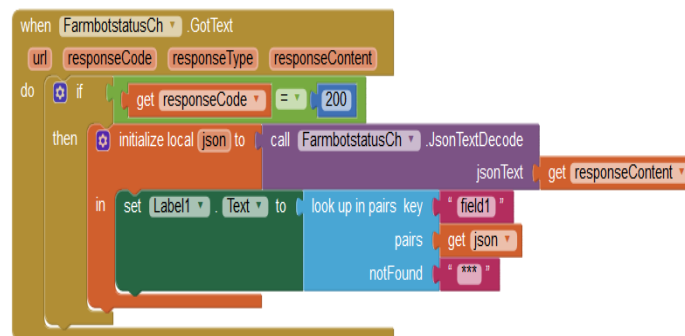 when FarmbotstatusCh .GotText
url responseCode responseType responseContent
do if get responseCode = 200
then initialize local json to call FarmbotstatusCh .JsonTextDecode
jsonText get responseContent
in set Label1 . Text to look up in pairs key " field1 "
pairs get json
notFound " *** "